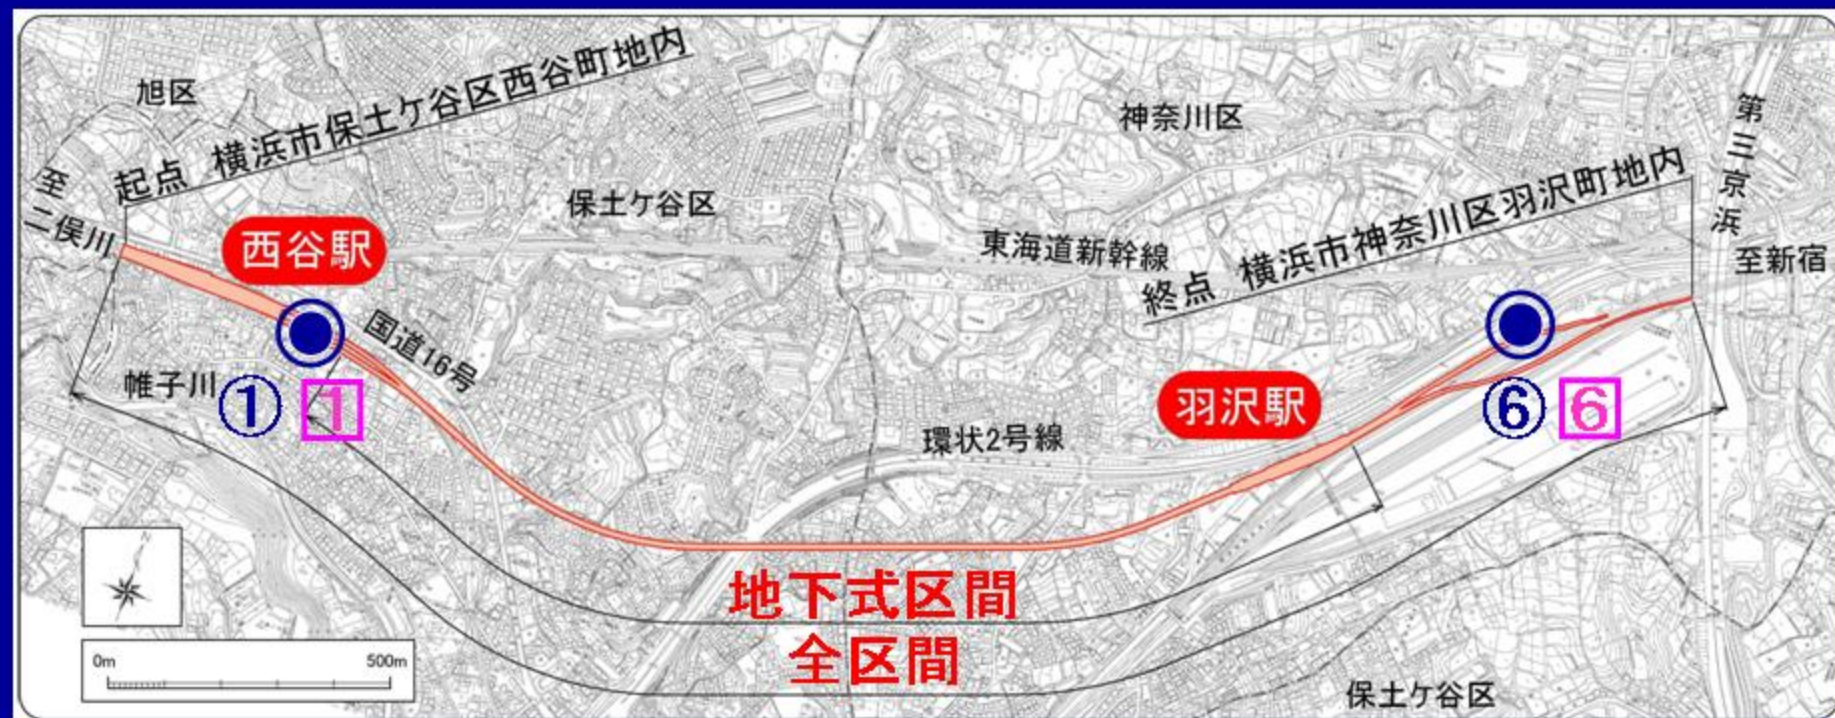 旭区
起点 横浜市保土ケ谷区西谷町地内
至
二俣川
西谷駅
国道16号
帷子川
①
1
保土ケ谷区
神奈川区
東海道新幹線
終点 横浜市神奈川区羽沢町地内
第三京浜
至新宿
羽沢駅
環状2号線
⑥
6
地下式区間
全区間
N
0m
500m
保土ケ谷区